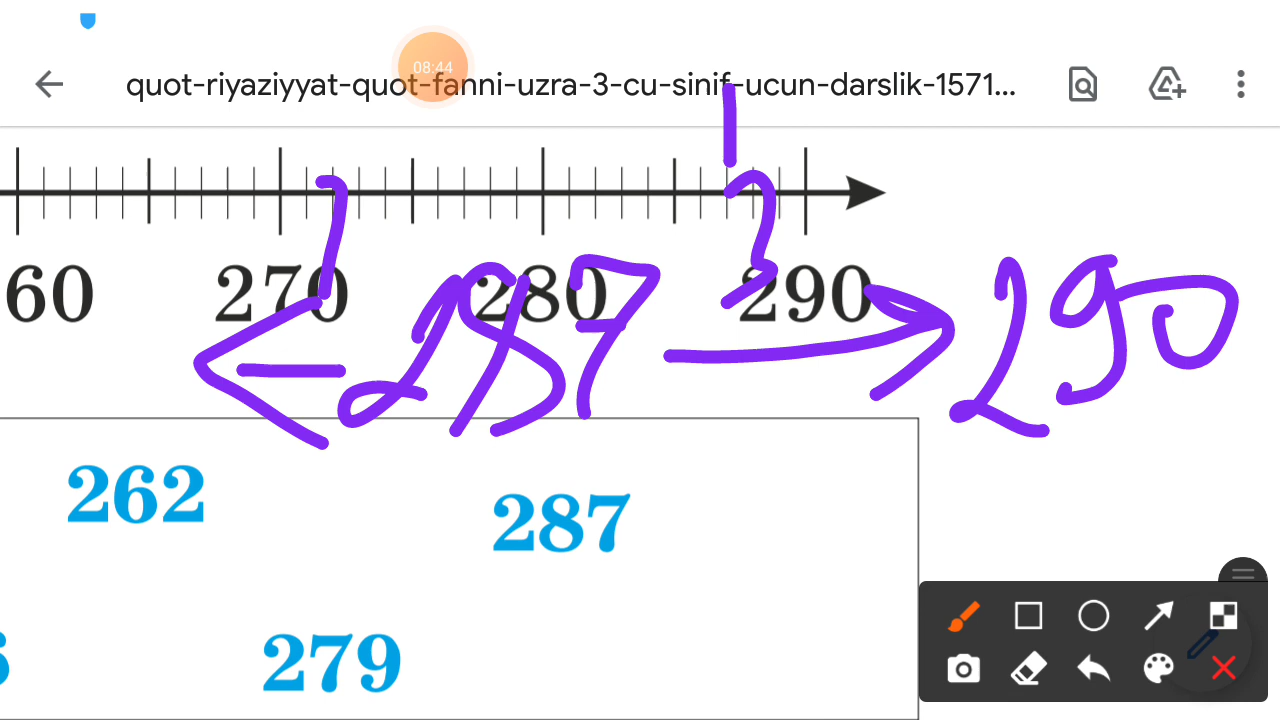 08:44
quot-riyaziyyat-quot-fanni-uzra-3-cu-sinif-ucun-darslik-1571...
60 270 280 290
287 → 290
262
287
279